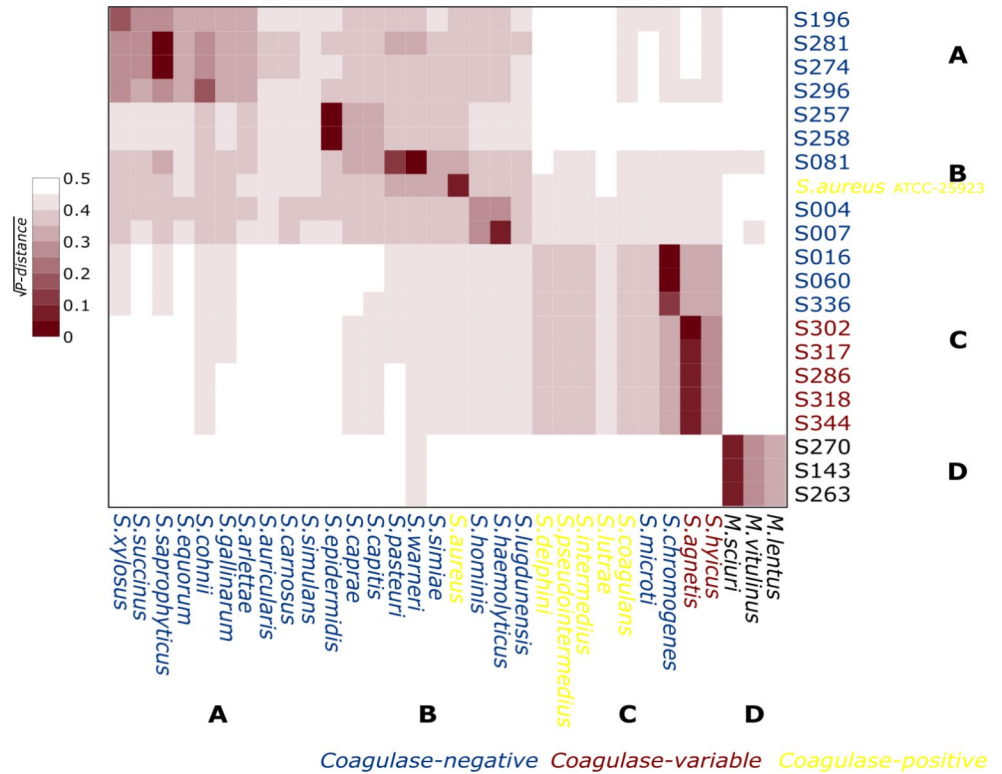 S196
S281
S274
S296
A
S257
S258
S081
B
S.aureus ATCC-25923
S004
S007
S016
S060
S336
S302
C
S317
S286
S318
S344
S270
S143
D
S263
0.5
0.4
0.3
0.2
0.1
0
√P-distance
S.xylosus
S.succinus
S.saprophyticus
S.equorum
S.cohnii
S.gallinarum
S.arlettae
S.auricularis
S.carnosus
S.simulans
S.epidermidis
S.caprae
S.capitis
S.pasteuri
S.warneri
S.simiae
S.aureus
S.hominis
S.haemolyticus
S.lugdunensis
S.delphini
S.pseudointermedius
S.intermedius
S.lutrae
S.coagulans
S.microti
S.chromogenes
S.agnetis
S.hyicus
M.sciuri
M.vitulinus
M.lentus
A B C D
Coagulase-negative Coagulase-variable Coagulase-positive